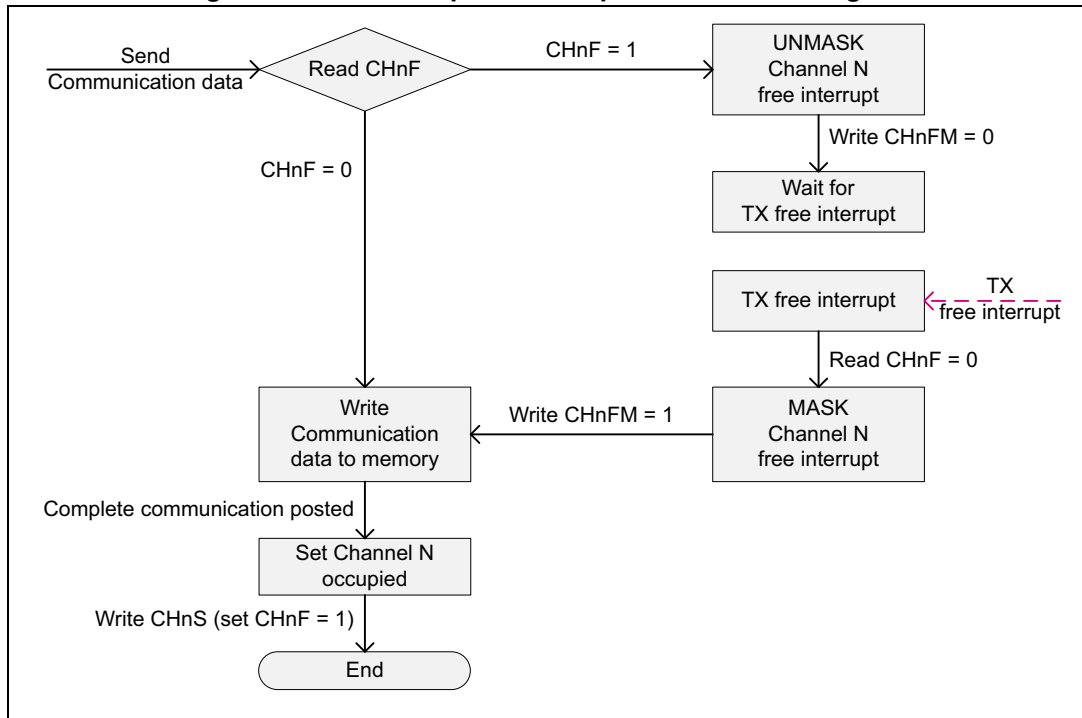 Send
Communication data
Read CHnF
CHnF = 1
UNMASK
Channel N
free interrupt
Write CHnFM = 0
Wait for
TX free interrupt
CHnF = 0
TX free interrupt
TX
free interrupt
Read CHnF = 0
MASK
Channel N
free interrupt
Write CHnFM = 1
Write
Communication
data to memory
Complete communication posted
Set Channel N
occupied
Write CHnS (set CHnF = 1)
End